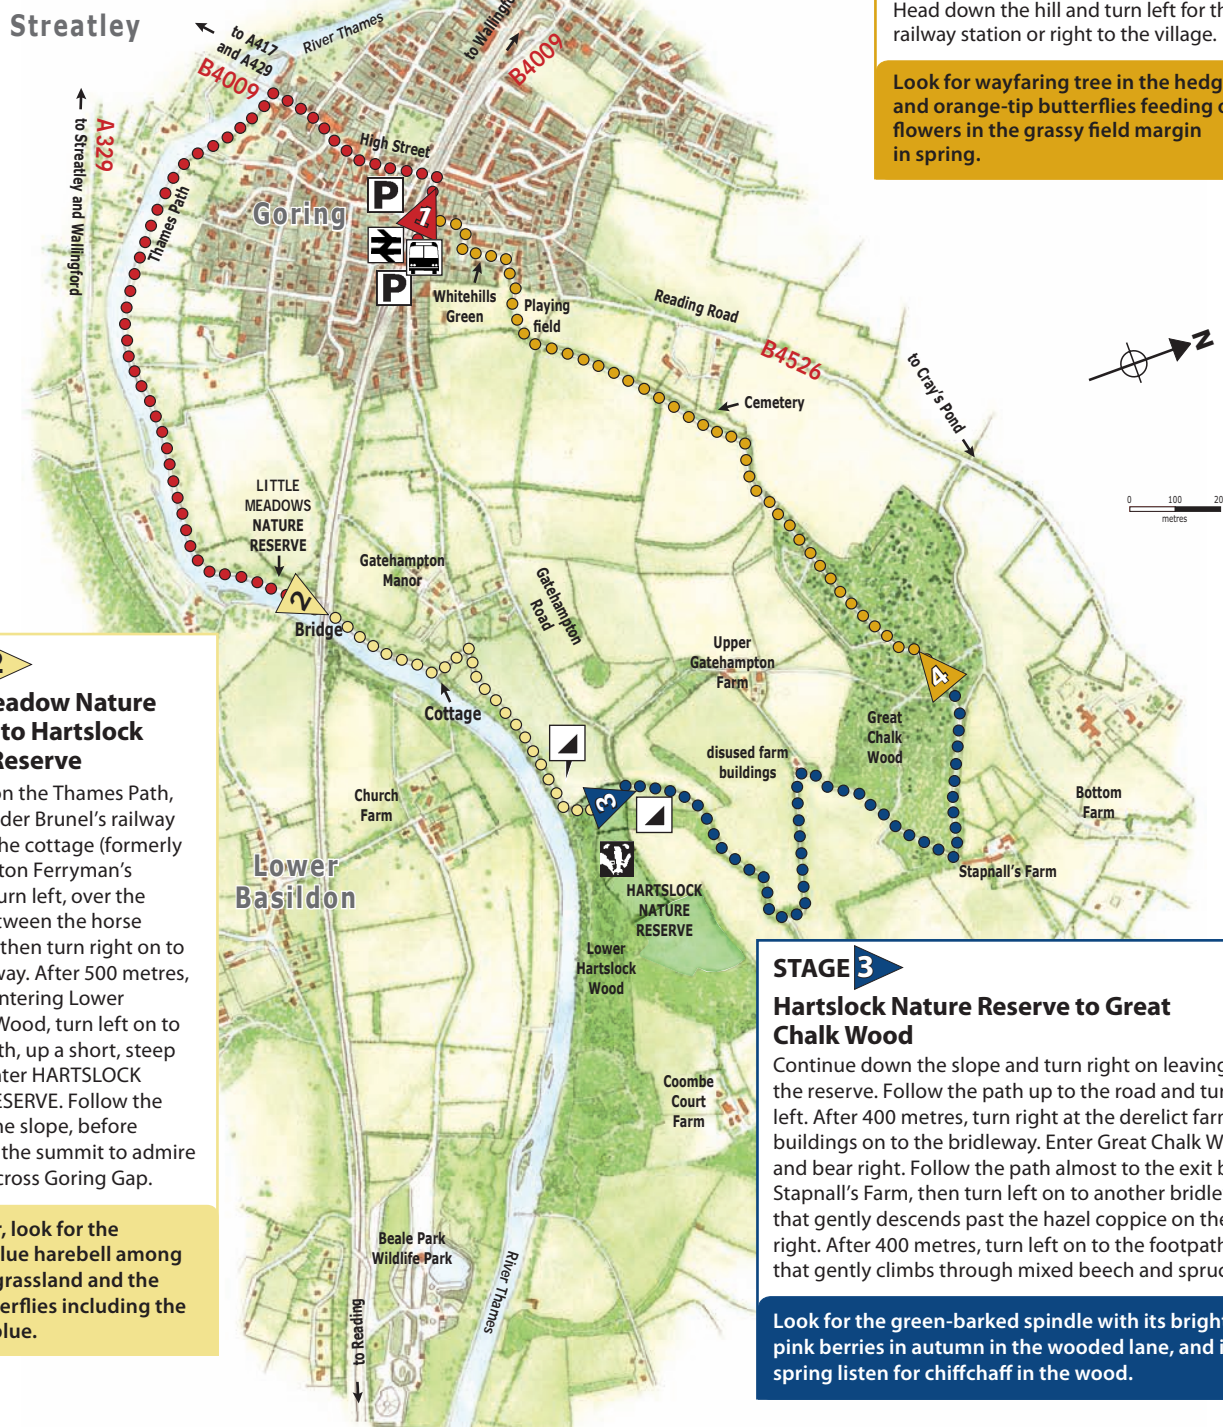 Streatley
to A417
and A429
River Thames
to Wallingfo
B4009
B4009
A329
to Streatley and Wallingford
High Street
Thames Path
Goring
P
1
P
Whitehills
Green
Playing
field
Reading Road
B4526
to Cray's Pond
Cemetery
N
0 100 20
metres
Head down the hill and turn left for th
railway station or right to the village.
Look for wayfaring tree in the hedg
and orange-tip butterflies feeding o
flowers in the grassy field margin
in spring.
LITTLE
MEADOWS
NATURE
RESERVE
2
Bridge
Gatehampton
Manor
Gatehampton
Road
Cottage
Upper
Gatehampton
Farm
Great
Chalk
Wood
4
disused farm
buildings
3
Church
Farm
Lower
Basildon
HARTSLOCK
NATURE
RESERVE
Lower
Hartslock
Wood
Stapnall's Farm
Bottom
Farm
Coombe
Court
Farm
Beale Park
Wildlife Park
River Thames
to Reading
2
eadow Nature
to Hartslock
Reserve
on the Thames Path,
der Brunel's railway
he cottage (formerly
ton Ferryman's
urn left, over the
tween the horse
then turn right on to
way. After 500 metres,
ntering Lower
Wood, turn left on to
th, up a short, steep
nter HARTSLOCK
ESERVE. Follow the
he slope, before
the summit to admire
cross Goring Gap.
r, look for the
lue harebell among
grassland and the
erflies including the
blue.
STAGE 3
Hartslock Nature Reserve to Great
Chalk Wood
Continue down the slope and turn right on leaving
the reserve. Follow the path up to the road and tur
left. After 400 metres, turn right at the derelict farm
buildings on to the bridleway. Enter Great Chalk W
and bear right. Follow the path almost to the exit b
Stapnall's Farm, then turn left on to another bridle
that gently descends past the hazel coppice on the
right. After 400 metres, turn left on to the footpath
that gently climbs through mixed beech and spruc
Look for the green-barked spindle with its bright
pink berries in autumn in the wooded lane, and i
spring listen for chiffchaff in the wood.